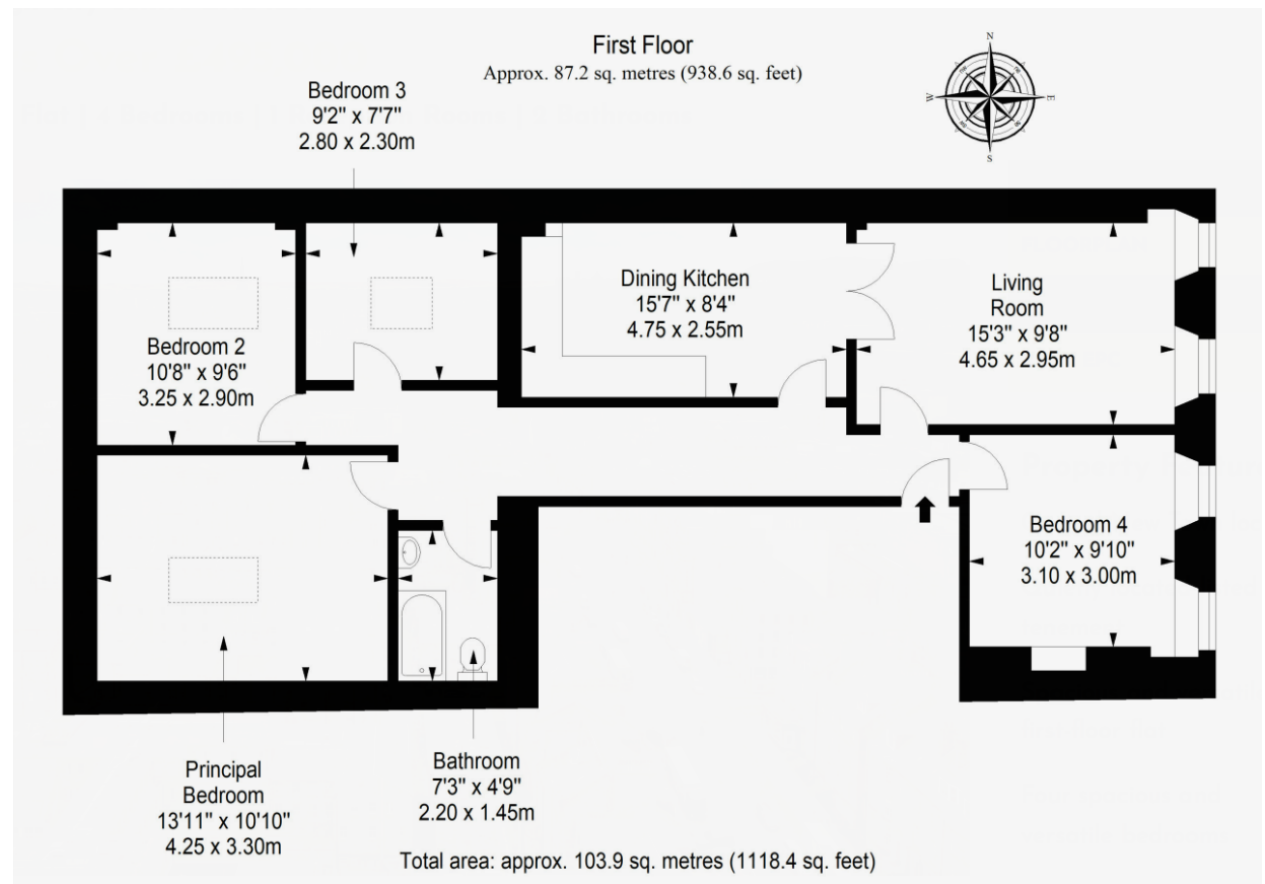 First Floor
Approx. 87.2 sq. metres (938.6 sq. feet)
N
W
E
S
Bedroom 3
9'2" x 7'7"
2.80 x 2.30m
Bedroom 2
10'8" x 9'6"
3.25 x 2.90m
Dining Kitchen
15'7" x 8'4"
4.75 x 2.55m
Living
Room
15'3" x 9'8"
4.65 x 2.95m
Bedroom 4
10'2" x 9'10"
3.10 x 3.00m
Principal
Bedroom
13'11" x 10'10"
4.25 x 3.30m
Bathroom
7'3" x 4'9"
2.20 x 1.45m
Total area: approx. 103.9 sq. metres (1118.4 sq. feet)